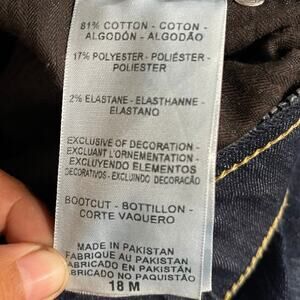 81% COTTON - COTON -
ALGODÓN - ALGODÃO
17% POLYESTER - POLIÉSTER -
POLIESTER
2% ELASTANE - ELASTHANNE -
ELASTANO
EXCLUSIVE OF DECORATION -
EXCLUANT L'ORNEMENTATION -
EXCLUYENDO ELEMENTOS
DECORATIVOS - EXCLUINDO DECORAÇÃO
BOOTCUT - BOTTILLON -
CORTE VAQUERO
MADE IN PAKISTAN
FABRIQUÉ AU PAKISTAN
FABRICADO EN PAKISTAN
FABRICADO NO PAQUISTÃO
18 M